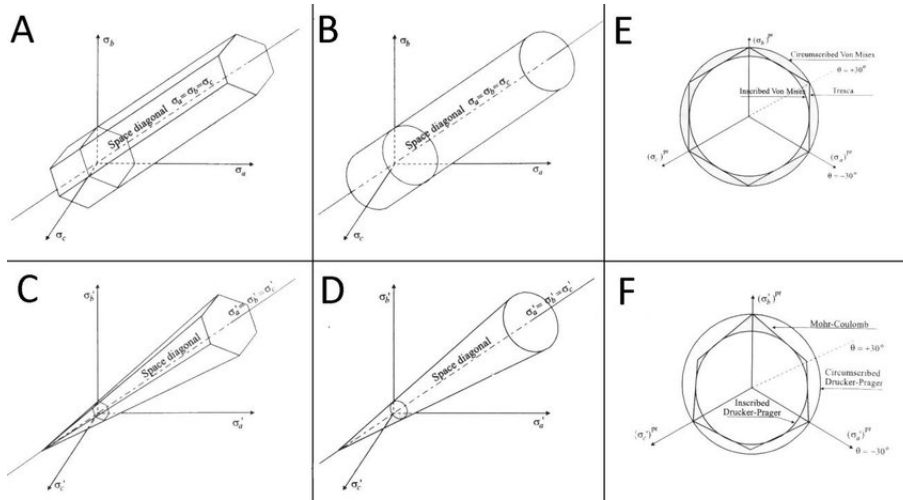 A
σb
Space diagonal σa = σb = σc
σa
σc
B
σb
Space diagonal σa = σb = σc
σa
σc
E
(σb)pr
Circumscribed Von Mises
θ = +30°
Inscribed Von Mises
Tresca
(σc)pr
(σa)pr
θ = −30°
C
σb'
σa' = σb' = σc'
Space diagonal
σa'
σc'
D
σb'
σa' = σb' = σc'
Space diagonal
σa'
σc'
F
(σb')pr
Mohr-Coulomb
θ = +30°
Circumscribed
Drucker-Prager
Inscribed
Drucker-Prager
(σc')pr
(σa')pr
θ = −30°